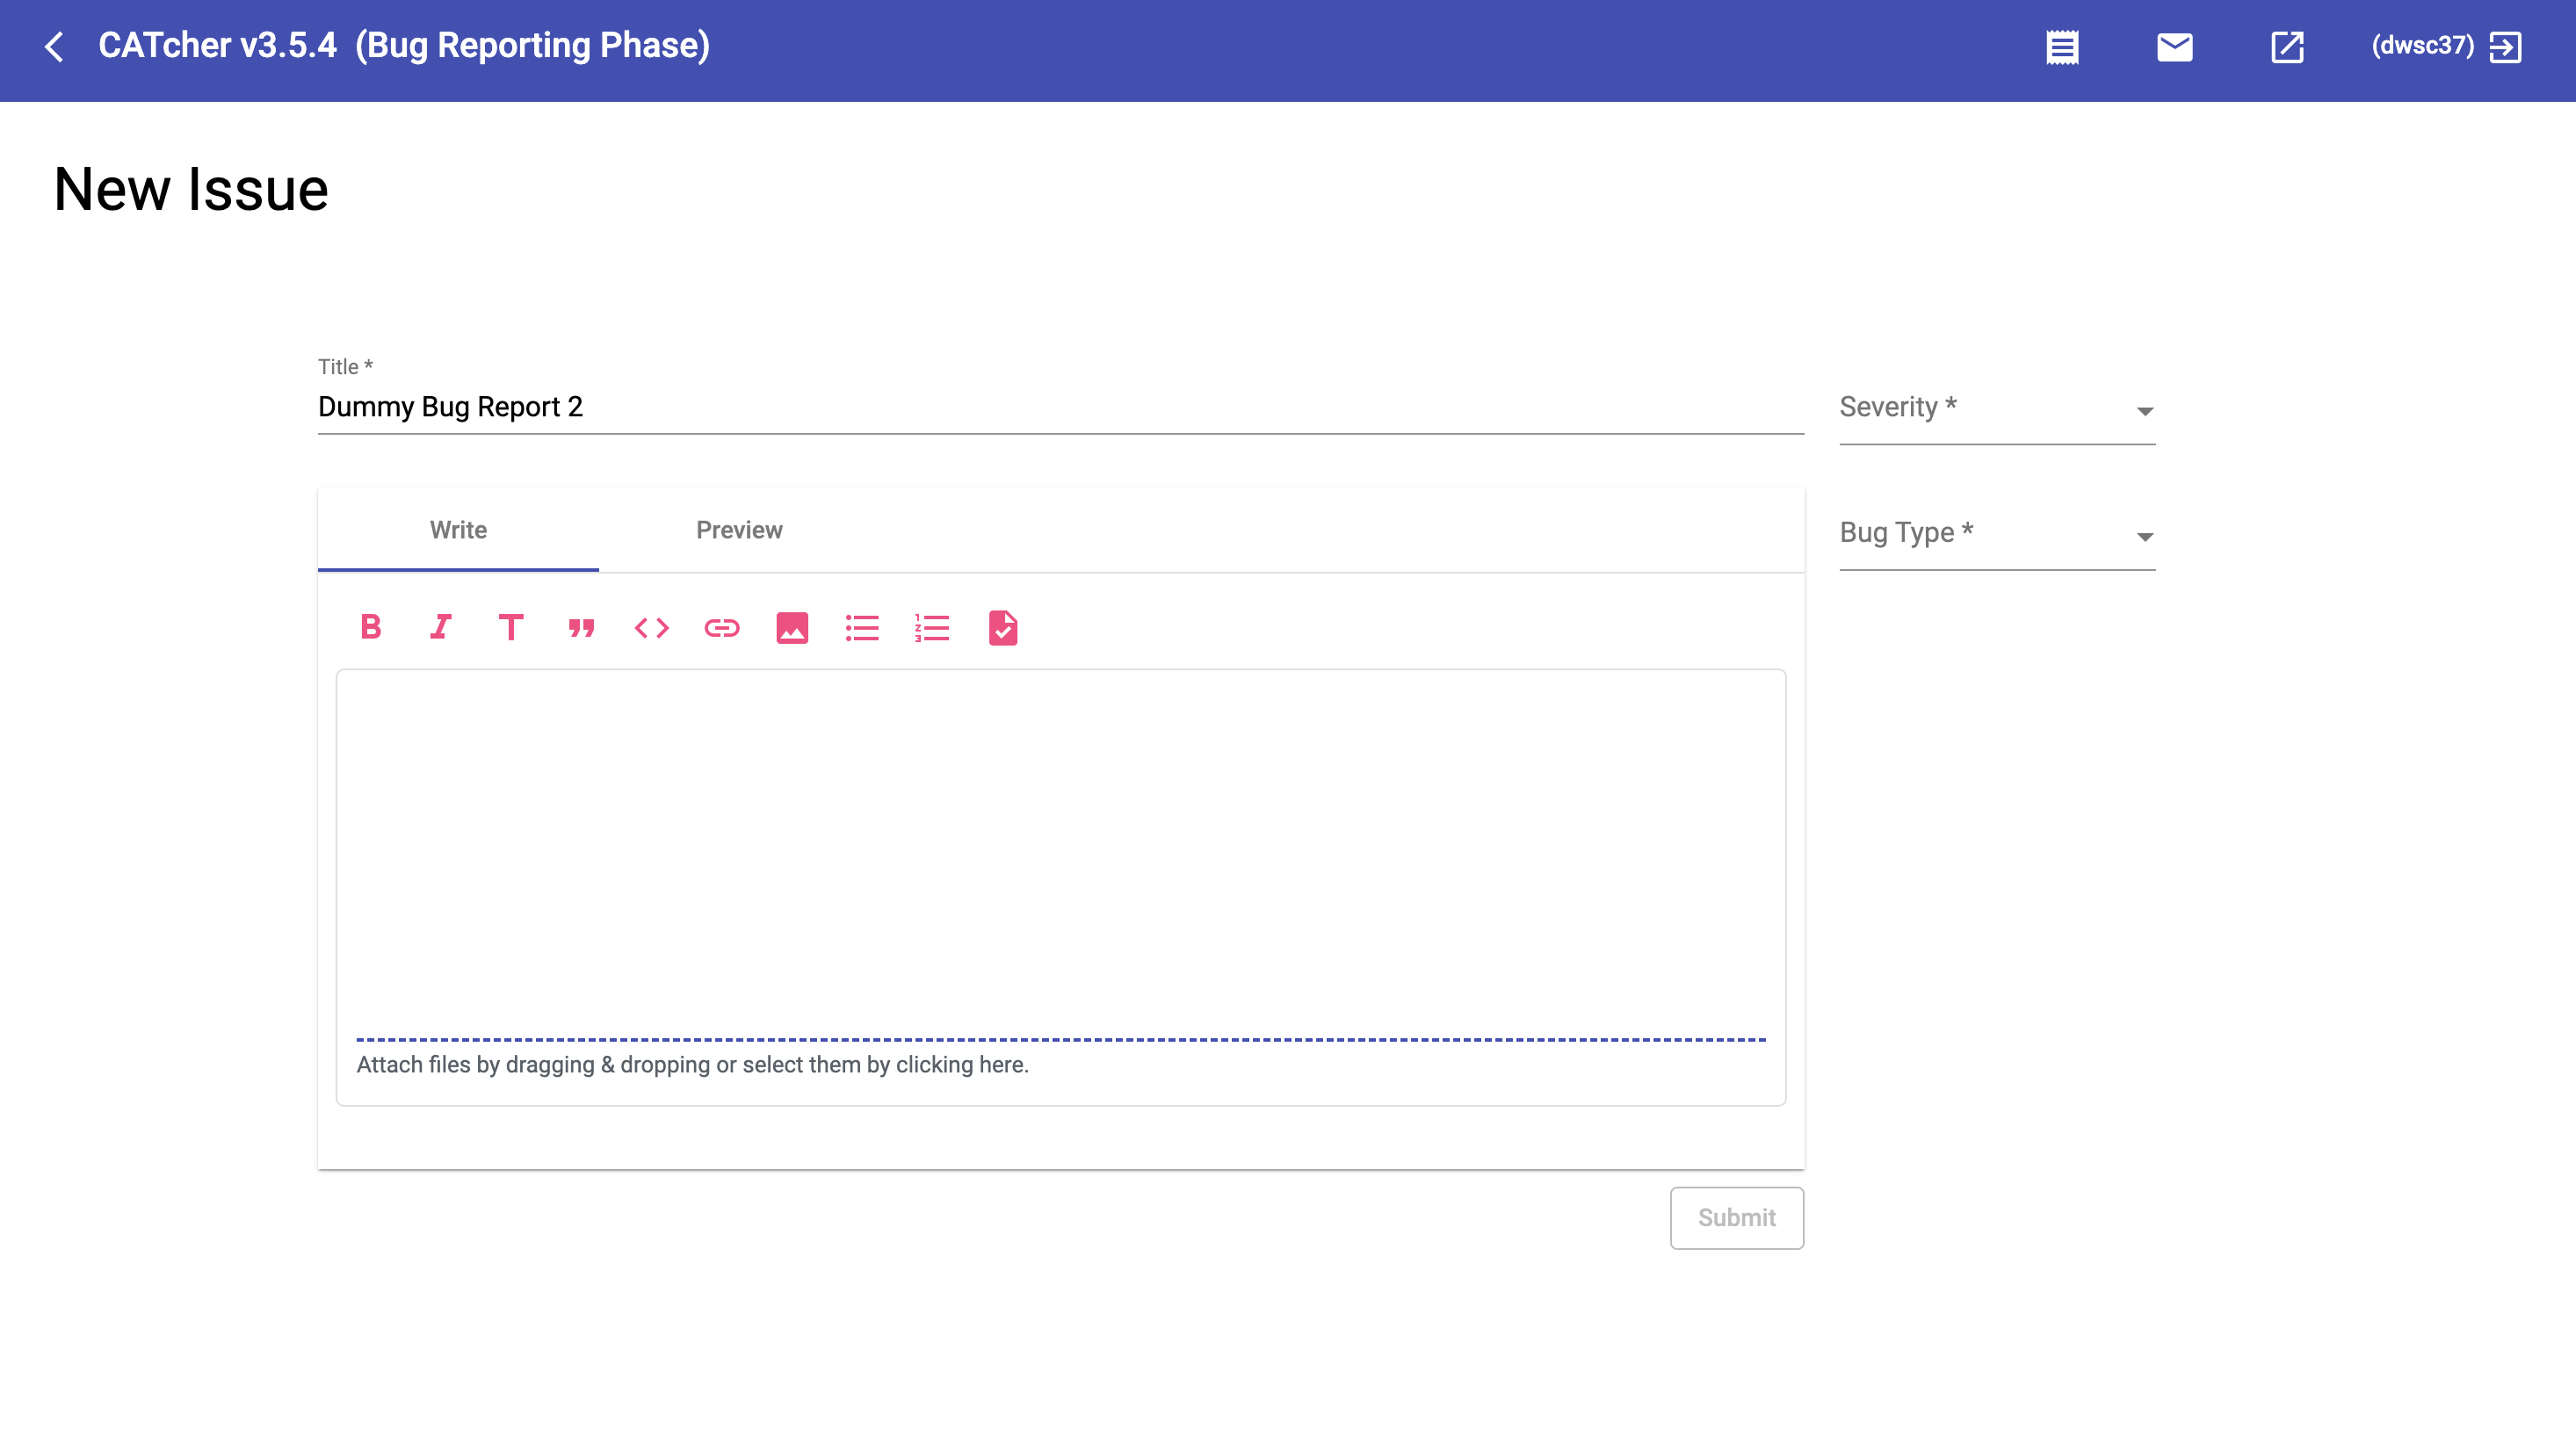 CATcher v3.5.4 (Bug Reporting Phase)
(dwsc37)
New Issue
Title *
Dummy Bug Report 2
Severity *
Write
Preview
Bug Type *
Attach files by dragging & dropping or select them by clicking here.
Submit